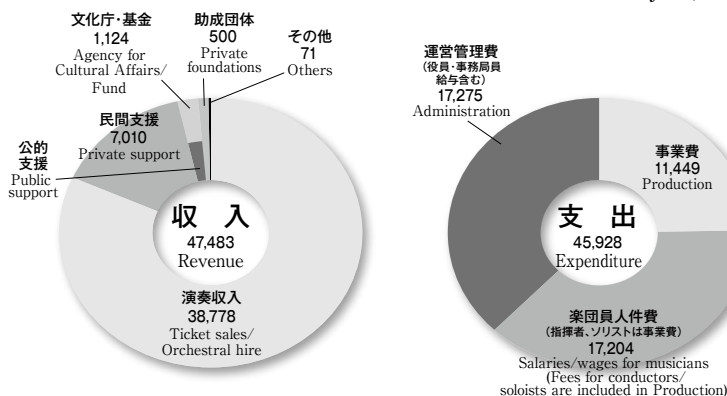 文化庁・基金
1,124
Agency for
Cultural Affairs/
Fund
助成団体
500
Private
foundations
その他
71
Others
民間支援
7,010
Private support
公的
支援
Public
support
収 入
47,483
Revenue
演奏収入
38,778
Ticket sales/
Orchestral hire
運営管理費
(役員・事務局員
給与含む)
17,275
Administration
事業費
11,449
Production
支 出
45,928
Expenditure
楽団員人件費
(指揮者、ソリストは事業費)
17,204
Salaries/wages for musicians
(Fees for conductors/
soloists are included in Production)